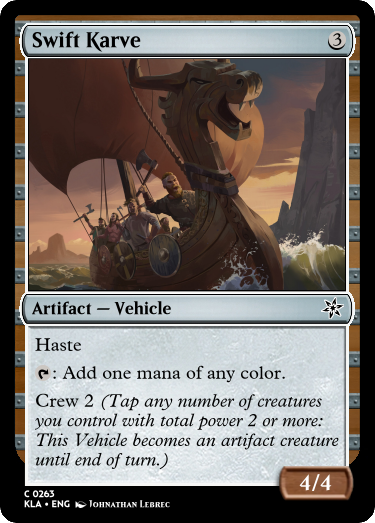 Swift Karve 3
Artifact — Vehicle
Haste
: Add one mana of any color.
Crew 2 (Tap any number of creatures
you control with total power 2 or more:
This Vehicle becomes an artifact creature
until end of turn.)
4/4
C 0263
KLA • ENG Johnathan Lebrec